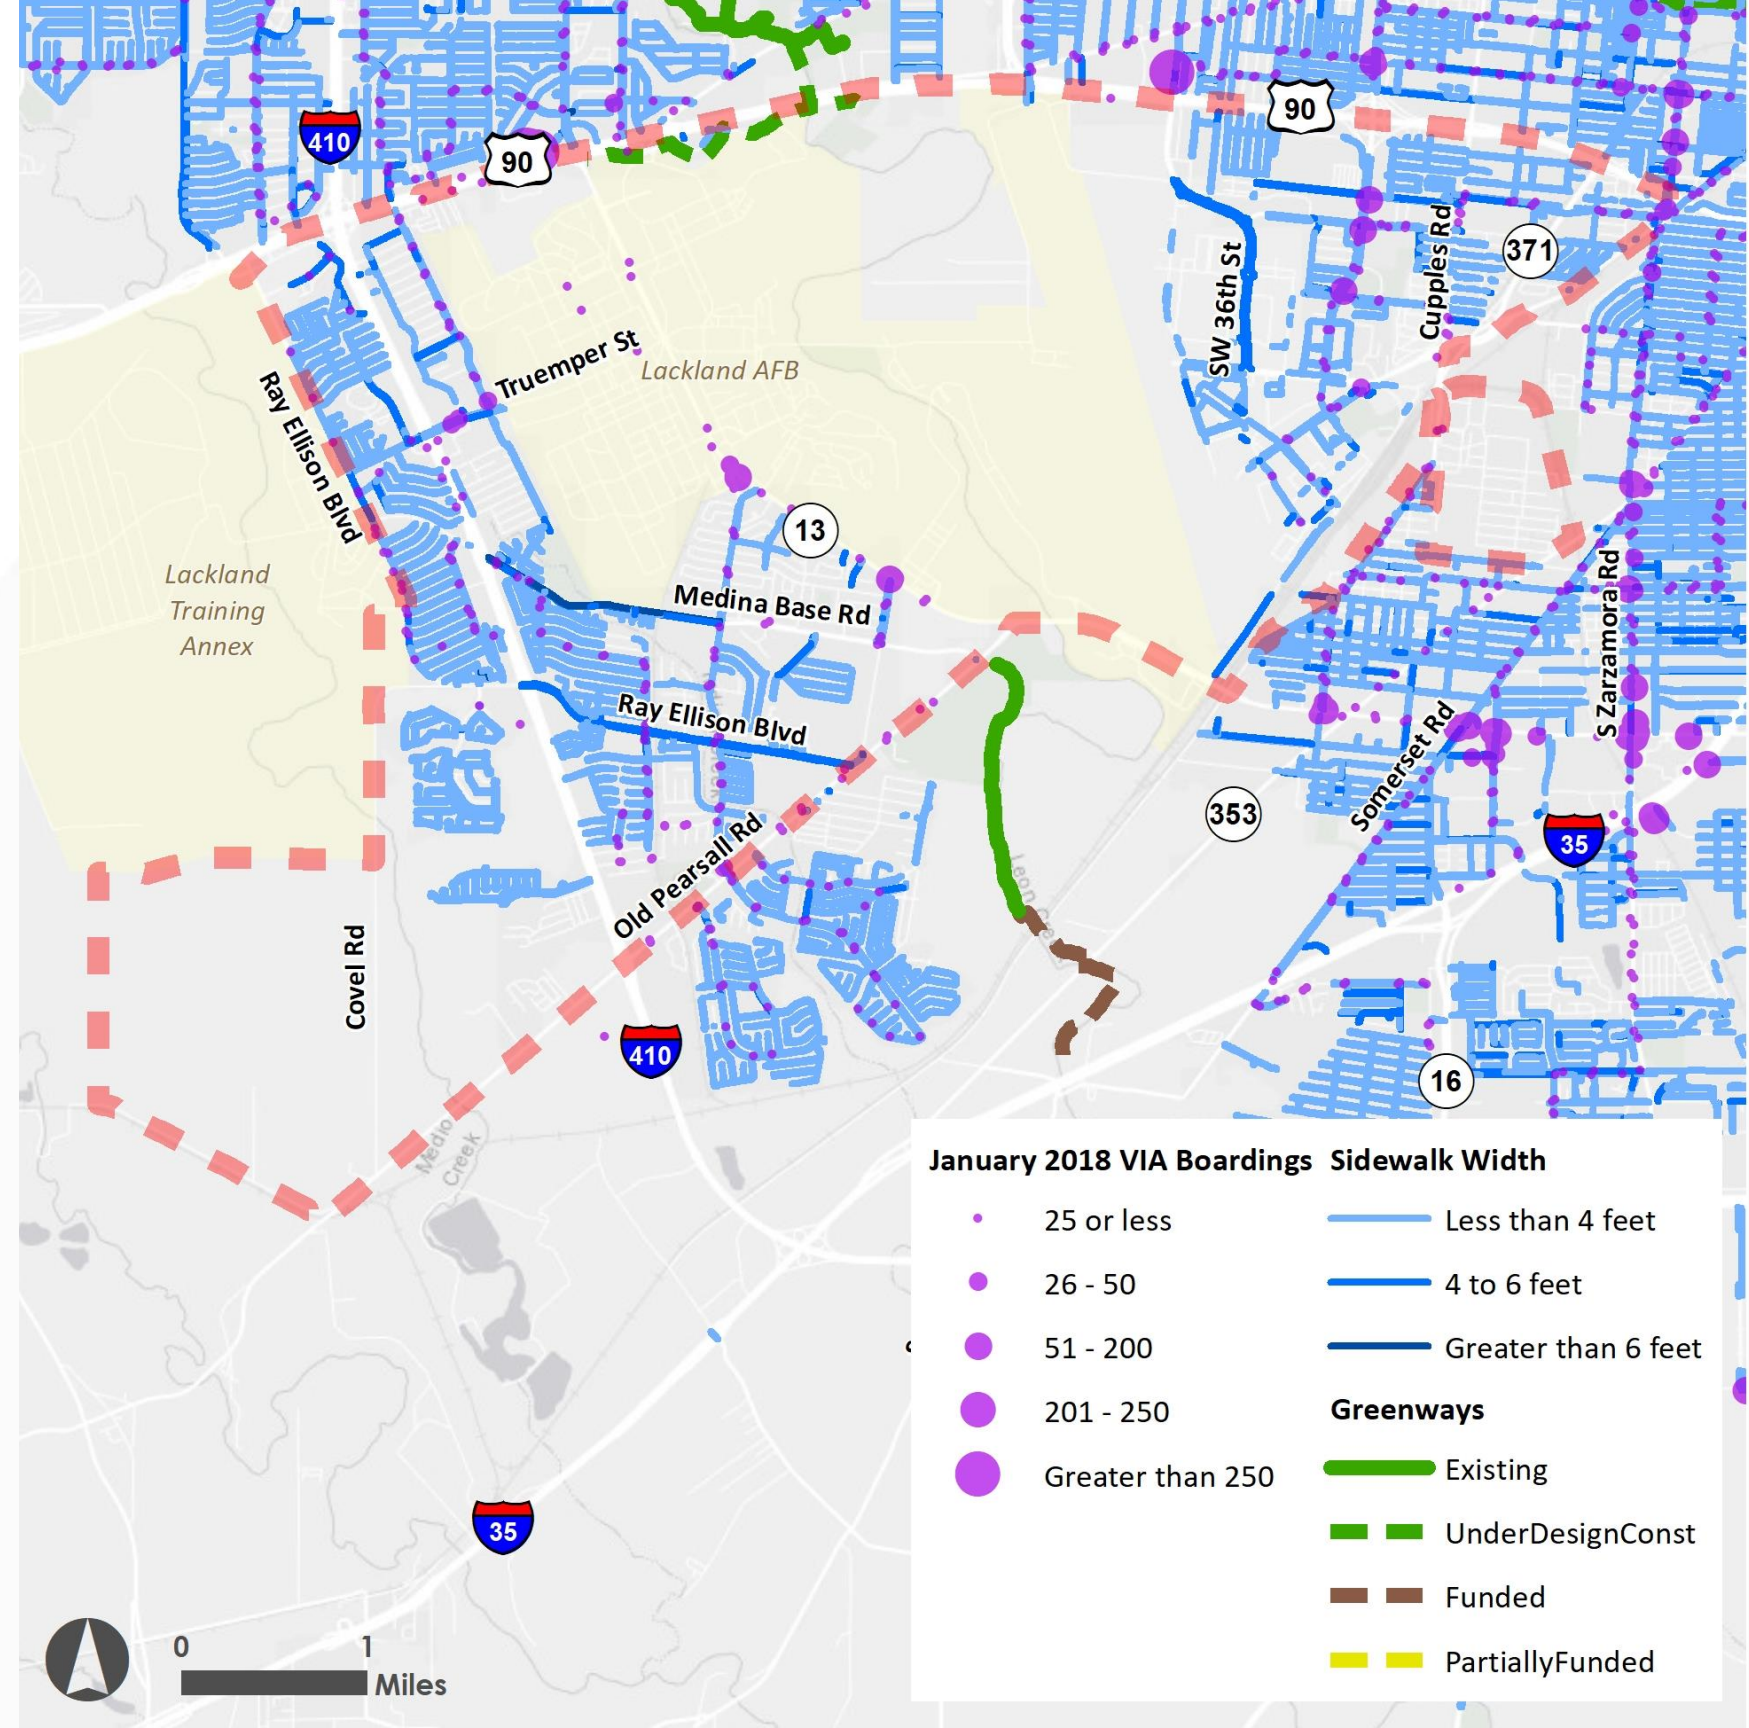 410
90
90
371
Cupples Rd
SW 36th St
Truemper St
Lackland AFB
Ray Ellison Blvd
13
Lackland
Training
Annex
Medina Base Rd
S Zarzamora Rd
Ray Ellison Blvd
Somerset Rd
353
35
Old Pearsall Rd
Leon Creek
Covel Rd
410
16
Medio
Creek
January 2018 VIA Boardings
25 or less
26 - 50
51 - 200
201 - 250
Greater than 250
Sidewalk Width
Less than 4 feet
4 to 6 feet
Greater than 6 feet
Greenways
Existing
UnderDesignConst
Funded
PartiallyFunded
35
0 1
Miles